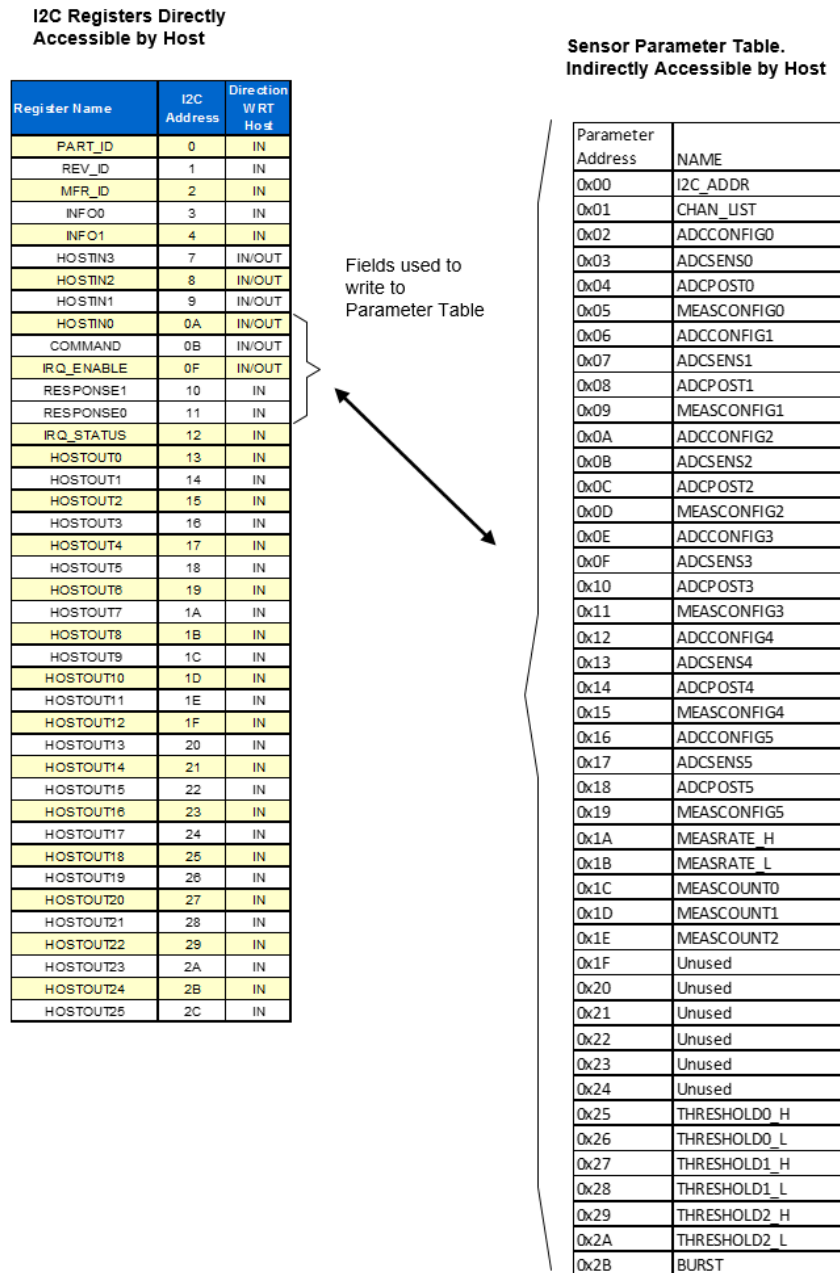 I2C Registers Directly
Accessible by Host
Register Name I2C Address Direction WRT Host
PART_ID 0 IN
REV_ID 1 IN
MFR_ID 2 IN
INFO0 3 IN
INFO1 4 IN
HOSTIN3 7 IN/OUT
HOSTIN2 8 IN/OUT
HOSTIN1 9 IN/OUT
HOSTIN0 0A IN/OUT
COMMAND 0B IN/OUT
IRQ_ENABLE 0F IN/OUT
RESPONSE1 10 IN
RESPONSE0 11 IN
IRQ_STATUS 12 IN
HOSTOUT0 13 IN
HOSTOUT1 14 IN
HOSTOUT2 15 IN
HOSTOUT3 16 IN
HOSTOUT4 17 IN
HOSTOUT5 18 IN
HOSTOUT6 19 IN
HOSTOUT7 1A IN
HOSTOUT8 1B IN
HOSTOUT9 1C IN
HOSTOUT10 1D IN
HOSTOUT11 1E IN
HOSTOUT12 1F IN
HOSTOUT13 20 IN
HOSTOUT14 21 IN
HOSTOUT15 22 IN
HOSTOUT16 23 IN
HOSTOUT17 24 IN
HOSTOUT18 25 IN
HOSTOUT19 26 IN
HOSTOUT20 27 IN
HOSTOUT21 28 IN
HOSTOUT22 29 IN
HOSTOUT23 2A IN
HOSTOUT24 2B IN
HOSTOUT25 2C IN
Fields used to
write to
Parameter Table
Sensor Parameter Table.
Indirectly Accessible by Host
Parameter
Address NAME
0x00 I2C_ADDR
0x01 CHAN_LIST
0x02 ADCCONFIG0
0x03 ADCSENS0
0x04 ADCPOST0
0x05 MEASCONFIG0
0x06 ADCCONFIG1
0x07 ADCSENS1
0x08 ADCPOST1
0x09 MEASCONFIG1
0x0A ADCCONFIG2
0x0B ADCSENS2
0x0C ADCPOST2
0x0D MEASCONFIG2
0x0E ADCCONFIG3
0x0F ADCSENS3
0x10 ADCPOST3
0x11 MEASCONFIG3
0x12 ADCCONFIG4
0x13 ADCSENS4
0x14 ADCPOST4
0x15 MEASCONFIG4
0x16 ADCCONFIG5
0x17 ADCSENS5
0x18 ADCPOST5
0x19 MEASCONFIG5
0x1A MEASRATE_H
0x1B MEASRATE_L
0x1C MEASCOUNT0
0x1D MEASCOUNT1
0x1E MEASCOUNT2
0x1F Unused
0x20 Unused
0x21 Unused
0x22 Unused
0x23 Unused
0x24 Unused
0x25 THRESHOLD0_H
0x26 THRESHOLD0_L
0x27 THRESHOLD1_H
0x28 THRESHOLD1_L
0x29 THRESHOLD2_H
0x2A THRESHOLD2_L
0x2B BURST